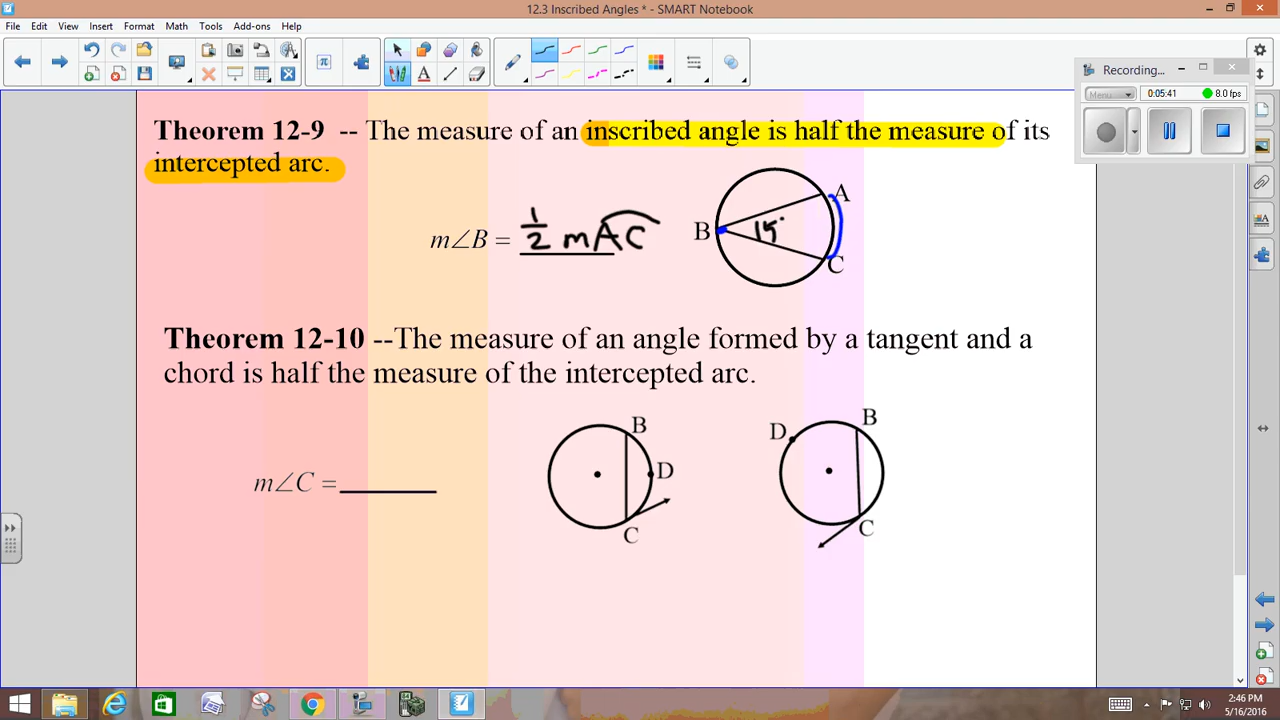 12.3 Inscribed Angles * - SMART Notebook
File Edit View Insert Format Math Tools Add-ons Help
Recording...
Menu 0:05:41 8.0 fps
Theorem 12-9 -- The measure of an inscribed angle is half the measure of its
intercepted arc.
A
m∠B = 1/2 mAC B 15° C
Theorem 12-10 --The measure of an angle formed by a tangent and a
chord is half the measure of the intercepted arc.
B D B
m∠C = D
C C
2:46 PM
5/16/2016